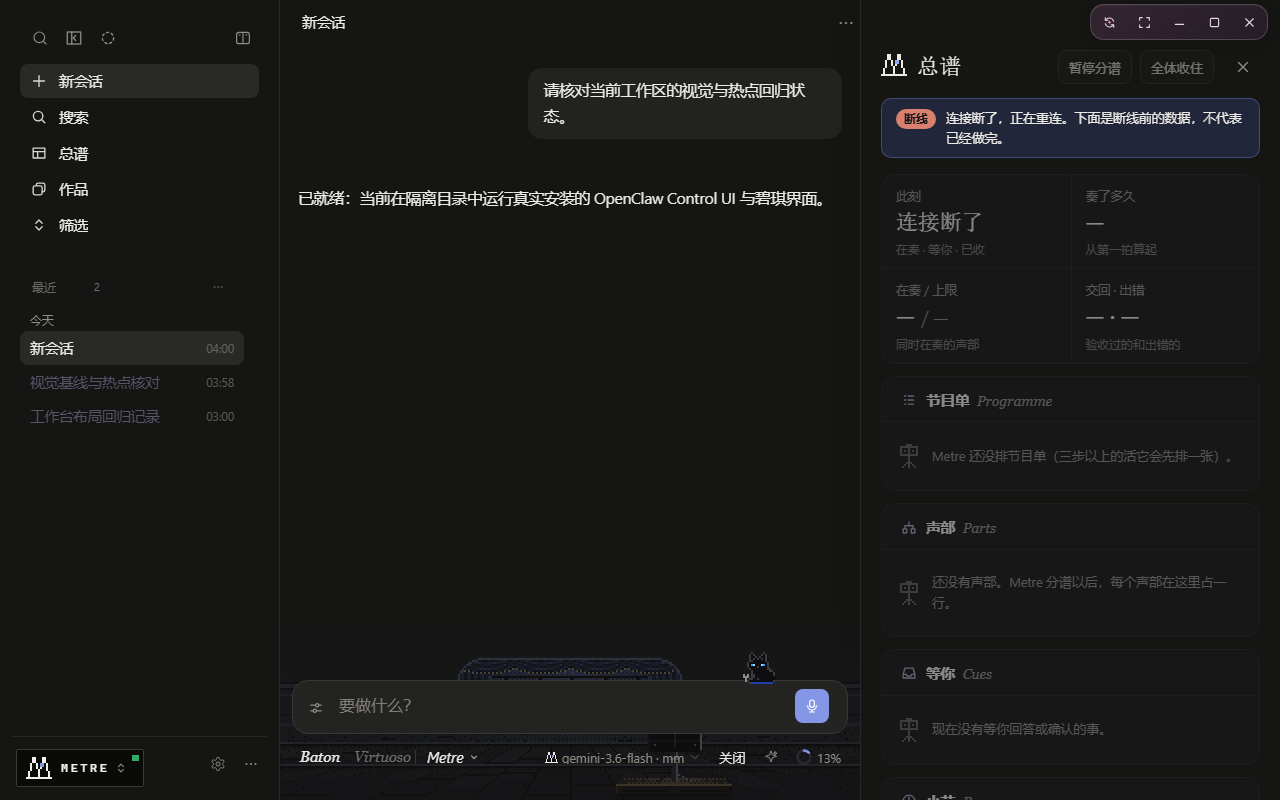 新会话
搜索
总谱
作品
筛选
最近 2
今天
新会话 04:00
视觉基线与热点核对 03:58
工作台布局回归记录 03:00
METRE
新会话
请核对当前工作区的视觉与热点回归状
态。
已就绪：当前在隔离目录中运行真实安装的 OpenClaw Control UI 与碧琪界面。
要做什么？
Baton Virtuoso Metre gemini-3.6-flash · mm 关闭 13%
总谱 暂停分谱 全体收住
断线 连接断了，正在重连。下面是断线前的数据，不代表
已经做完。
此刻
连接断了
在奏 · 等你 · 已收
奏了多久
—
从第一拍算起
在奏 / 上限
— / —
同时在奏的声部
交回 · 出错
— · —
验收过的和出错的
节目单 Programme
Metre 还没排节目单（三步以上的活它会先排一张）。
声部 Parts
还没有声部。Metre 分谱以后，每个声部在这里占一
行。
等你 Cues
现在没有等你回答或确认的事。